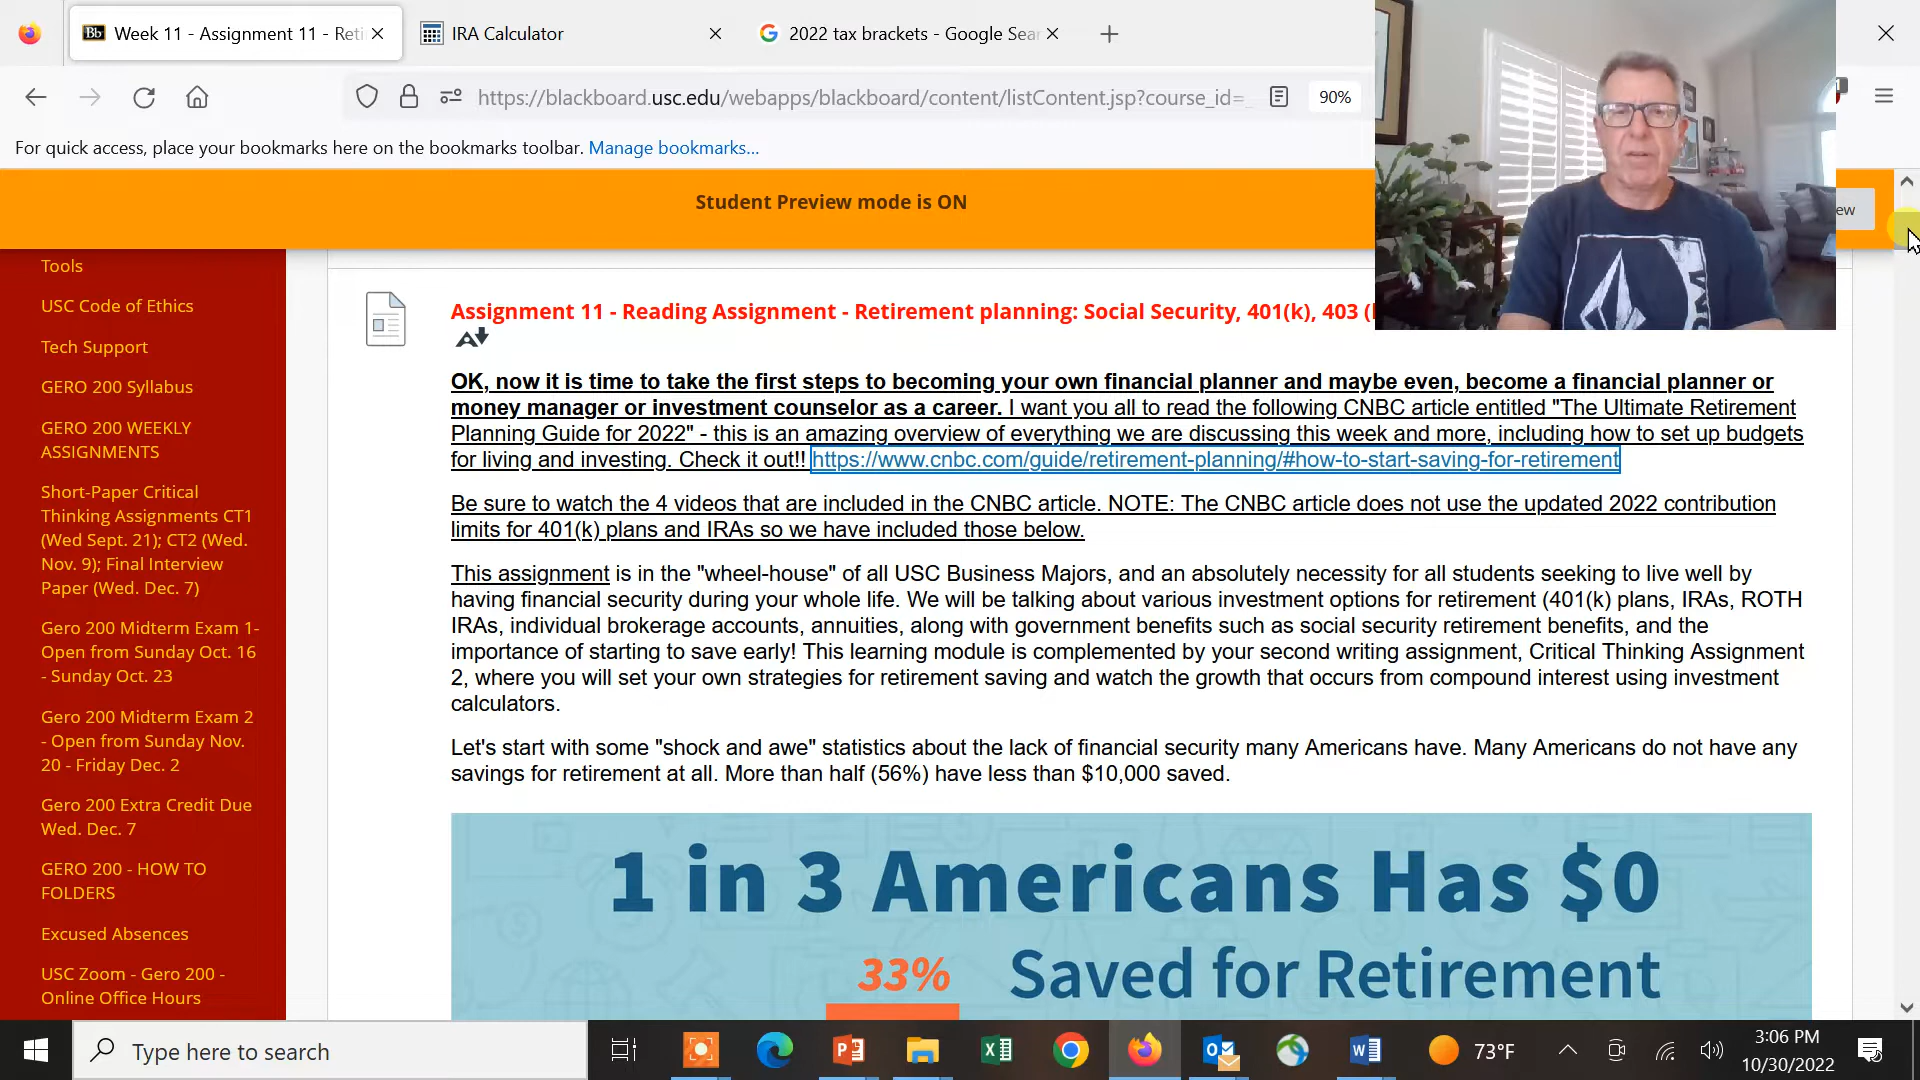 Week 11 - Assignment 11 - Reti
IRA Calculator
2022 tax brackets - Google Sear
https://blackboard.usc.edu/webapps/blackboard/content/listContent.jsp?course_id=_
90%
For quick access, place your bookmarks here on the bookmarks toolbar. Manage bookmarks...
Student Preview mode is ON
ew
Tools
USC Code of Ethics
Tech Support
GERO 200 Syllabus
GERO 200 WEEKLY
ASSIGNMENTS
Short-Paper Critical
Thinking Assignments CT1
(Wed Sept. 21); CT2 (Wed.
Nov. 9); Final Interview
Paper (Wed. Dec. 7)
Gero 200 Midterm Exam 1-
Open from Sunday Oct. 16
- Sunday Oct. 23
Gero 200 Midterm Exam 2
- Open from Sunday Nov.
20 - Friday Dec. 2
Gero 200 Extra Credit Due
Wed. Dec. 7
GERO 200 - HOW TO
FOLDERS
Excused Absences
USC Zoom - Gero 200 -
Online Office Hours
Assignment 11 - Reading Assignment - Retirement planning: Social Security, 401(k), 403 (
OK, now it is time to take the first steps to becoming your own financial planner and maybe even, become a financial planner or
money manager or investment counselor as a career. I want you all to read the following CNBC article entitled "The Ultimate Retirement
Planning Guide for 2022" - this is an amazing overview of everything we are discussing this week and more, including how to set up budgets
for living and investing. Check it out!! https://www.cnbc.com/guide/retirement-planning/#how-to-start-saving-for-retirement
Be sure to watch the 4 videos that are included in the CNBC article. NOTE: The CNBC article does not use the updated 2022 contribution
limits for 401(k) plans and IRAs so we have included those below.
This assignment is in the "wheel-house" of all USC Business Majors, and an absolutely necessity for all students seeking to live well by
having financial security during your whole life. We will be talking about various investment options for retirement (401(k) plans, IRAs, ROTH
IRAs, individual brokerage accounts, annuities, along with government benefits such as social security retirement benefits, and the
importance of starting to save early! This learning module is complemented by your second writing assignment, Critical Thinking Assignment
2, where you will set your own strategies for retirement saving and watch the growth that occurs from compound interest using investment
calculators.
Let's start with some "shock and awe" statistics about the lack of financial security many Americans have. Many Americans do not have any
savings for retirement at all. More than half (56%) have less than $10,000 saved.
1 in 3 Americans Has $0
33% Saved for Retirement
Type here to search
73°F
3:06 PM
10/30/2022